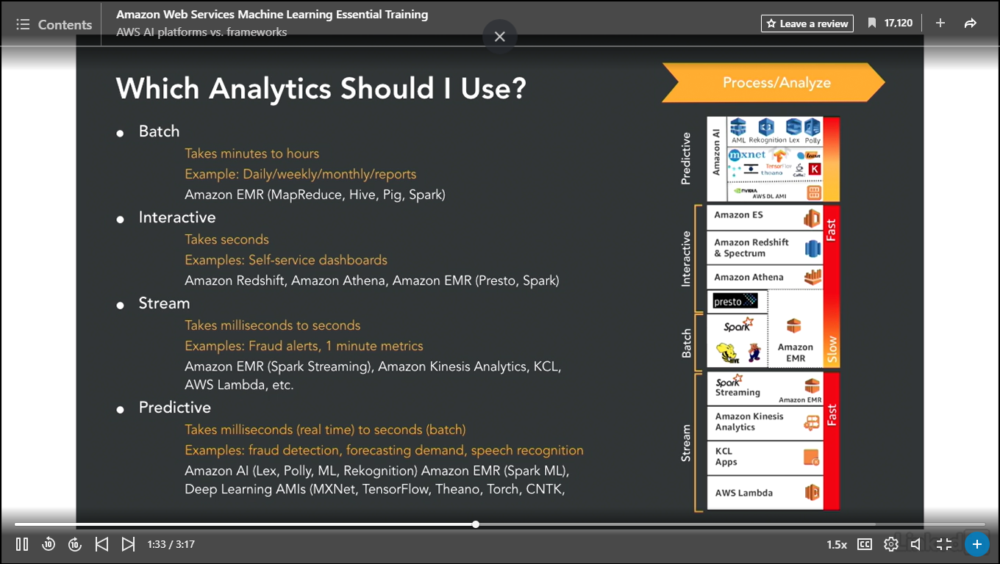 Contents
Amazon Web Services Machine Learning Essential Training
AWS AI platforms vs. frameworks
Leave a review
17,120
Which Analytics Should I Use?
Batch
Takes minutes to hours
Example: Daily/weekly/monthly/reports
Amazon EMR (MapReduce, Hive, Pig, Spark)
Interactive
Takes seconds
Examples: Self-service dashboards
Amazon Redshift, Amazon Athena, Amazon EMR (Presto, Spark)
Stream
Takes milliseconds to seconds
Examples: Fraud alerts, 1 minute metrics
Amazon EMR (Spark Streaming), Amazon Kinesis Analytics, KCL,
AWS Lambda, etc.
Predictive
Takes milliseconds (real time) to seconds (batch)
Examples: fraud detection, forecasting demand, speech recognition
Amazon AI (Lex, Polly, ML, Rekognition) Amazon EMR (Spark ML),
Deep Learning AMIs (MXNet, TensorFlow, Theano, Torch, CNTK,
Process/Analyze
Predictive
Amazon AI
AML Rekognition Lex Polly
mxnet
TensorFlow
learn
theano
Caffe2
K
NVIDIA
AWS DL AMI
Interactive
Amazon ES
Fast
Amazon Redshift
& Spectrum
Amazon Athena
presto
Batch
Spark
HIVE
Amazon
EMR
Slow
Stream
Spark
Streaming
Amazon EMR
Fast
Amazon Kinesis
Analytics
KCL
Apps
AWS Lambda
10
10
1:33 / 3:17
1.5x
CC